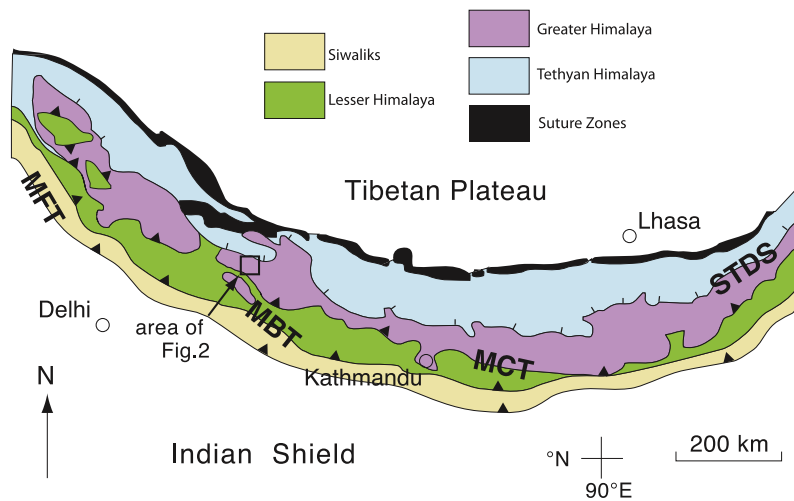 Siwaliks
Lesser Himalaya
Greater Himalaya
Tethyan Himalaya
Suture Zones
Tibetan Plateau
Lhasa
MFT
STDS
Delhi
area of
Fig.2
MBT
Kathmandu
MCT
N
Indian Shield
°N
90°E
200 km